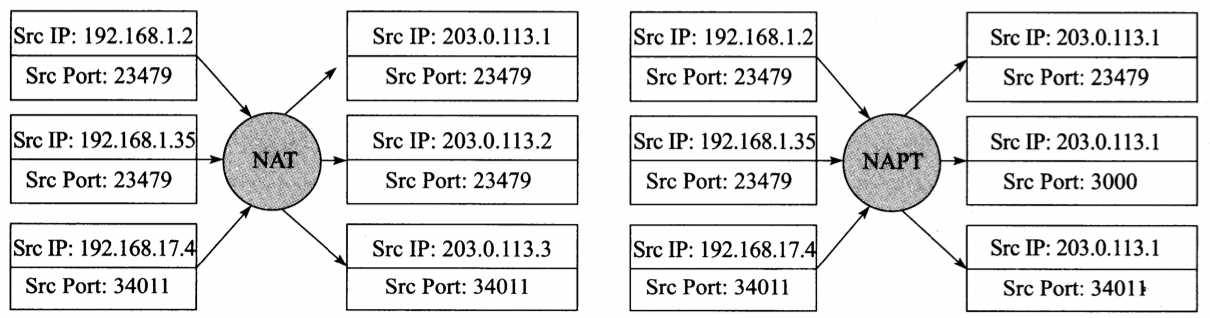 Src IP: 192.168.1.2
Src Port: 23479
Src IP: 192.168.1.35
Src Port: 23479
Src IP: 192.168.17.4
Src Port: 34011
NAT
Src IP: 203.0.113.1
Src Port: 23479
Src IP: 203.0.113.2
Src Port: 23479
Src IP: 203.0.113.3
Src Port: 34011
Src IP: 192.168.1.2
Src Port: 23479
Src IP: 192.168.1.35
Src Port: 23479
Src IP: 192.168.17.4
Src Port: 34011
NAPT
Src IP: 203.0.113.1
Src Port: 23479
Src IP: 203.0.113.1
Src Port: 3000
Src IP: 203.0.113.1
Src Port: 34011